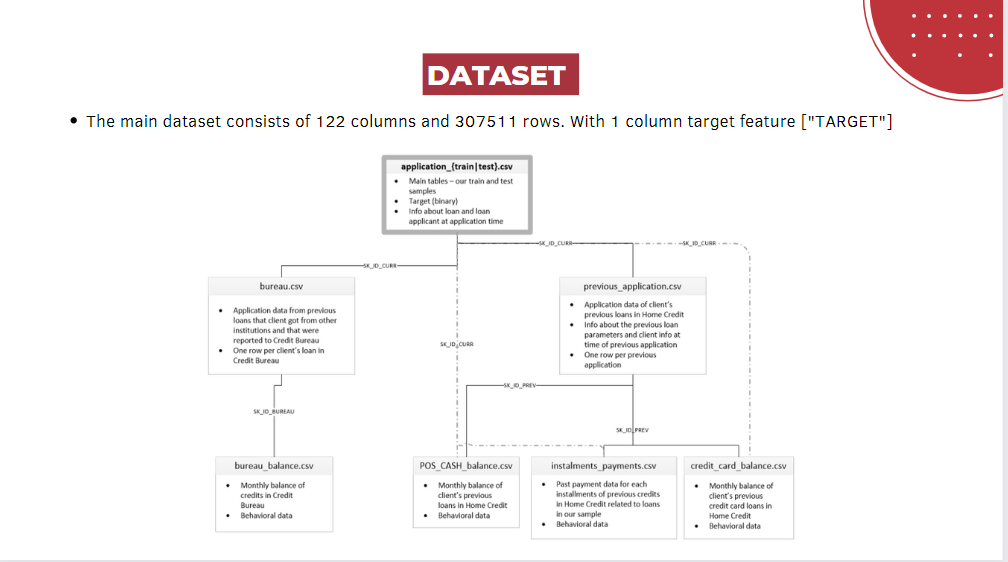 DATASET
• The main dataset consists of 122 columns and 307511 rows. With 1 column target feature ["TARGET"]
application_{train|test}.csv
• Main tables – our train and test
samples
• Target (binary)
• Info about loan and loan
applicant at application time
SK_ID_CURR
SK_ID_CURR
SK_ID_CURR
bureau.csv
• Application data from previous
loans that client got from other
institutions and that were
reported to Credit Bureau
• One row per client's loan in
Credit Bureau
previous_application.csv
• Application data of client's
previous loans in Home Credit
• Info about the previous loan
parameters and client info at
time of previous application
• One row per previous
application
SK_ID_CURR
SK_ID_PREV
SK_ID_BUREAU
SK_ID_PREV
bureau_balance.csv
• Monthly balance of
credits in Credit
Bureau
• Behavioral data
POS_CASH_balance.csv
• Monthly balance of
client's previous
loans in Home Credit
• Behavioral data
instalments_payments.csv
• Past payment data for each
installments of previous credits
in Home Credit related to loans
in our sample
• Behavioral data
credit_card_balance.csv
• Monthly balance of
client's previous
credit card loans in
Home Credit
• Behavioral data